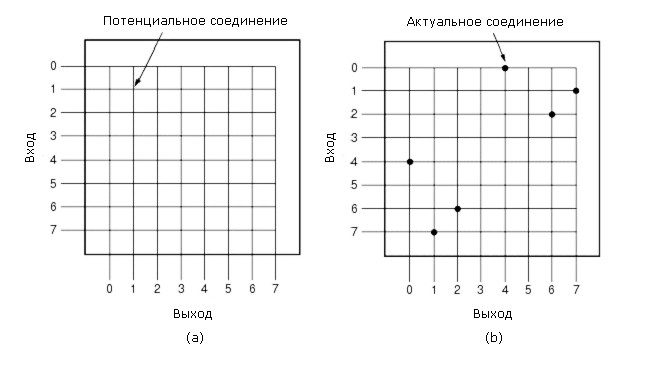 Потенциальное соединение
Актуальное соединение
0
1
2
3
4
5
6
7
Вход
0 1 2 3 4 5 6 7
Выход
(a)
0
1
2
3
4
5
6
7
Вход
0 1 2 3 4 5 6 7
Выход
(b)